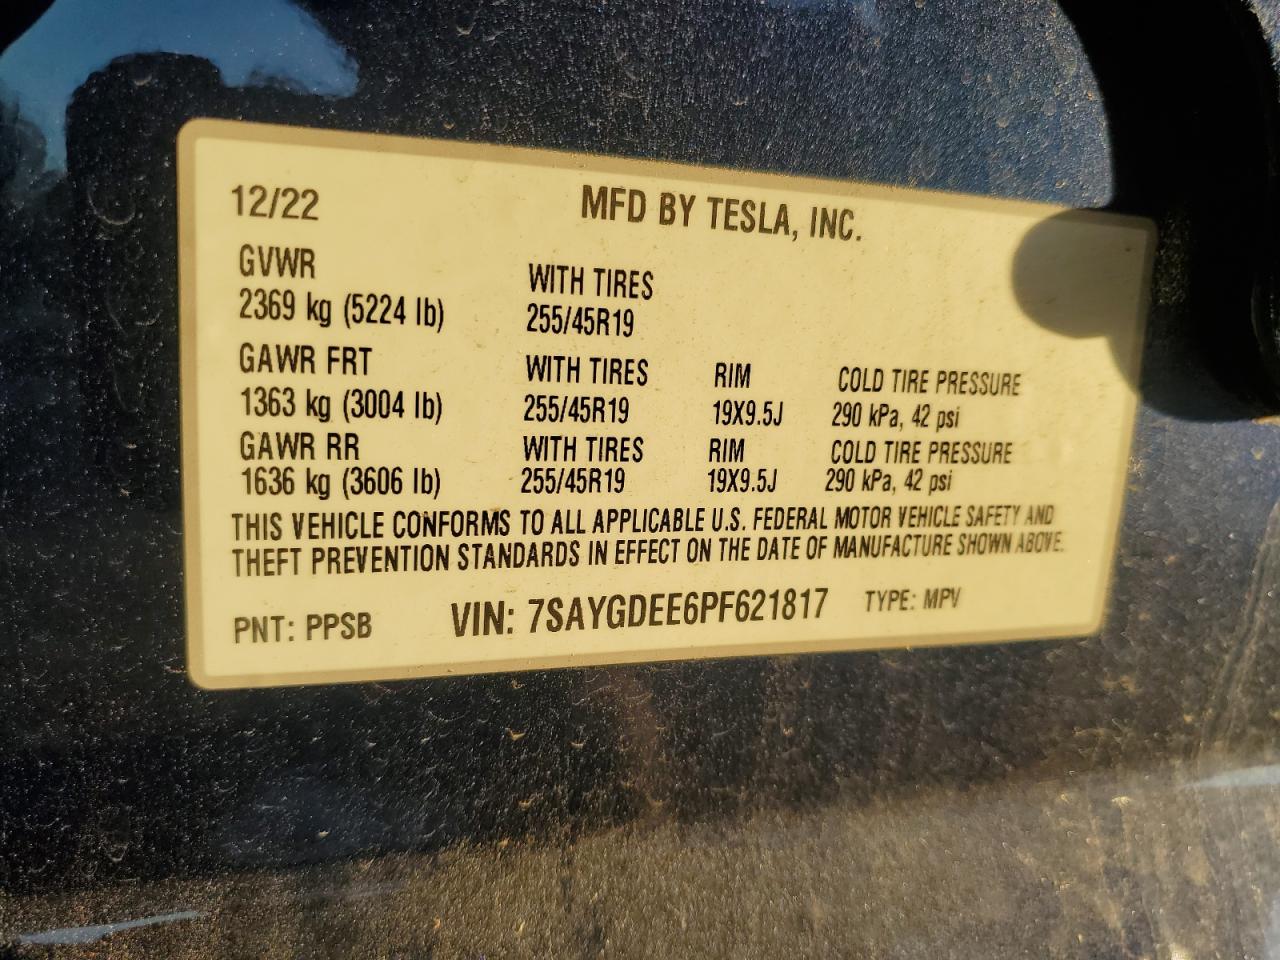 12/22 MFD BY TESLA, INC.
GVWR WITH TIRES
2369 kg (5224 lb) 255/45R19
GAWR FRT WITH TIRES RIM COLD TIRE PRESSURE
1363 kg (3004 lb) 255/45R19 19X9.5J 290 kPa, 42 psi
GAWR RR WITH TIRES RIM COLD TIRE PRESSURE
1636 kg (3606 lb) 255/45R19 19X9.5J 290 kPa, 42 psi
THIS VEHICLE CONFORMS TO ALL APPLICABLE U.S. FEDERAL MOTOR VEHICLE SAFETY AND
THEFT PREVENTION STANDARDS IN EFFECT ON THE DATE OF MANUFACTURE SHOWN ABOVE.
PNT: PPSB VIN: 7SAYGDEE6PF621817 TYPE: MPV